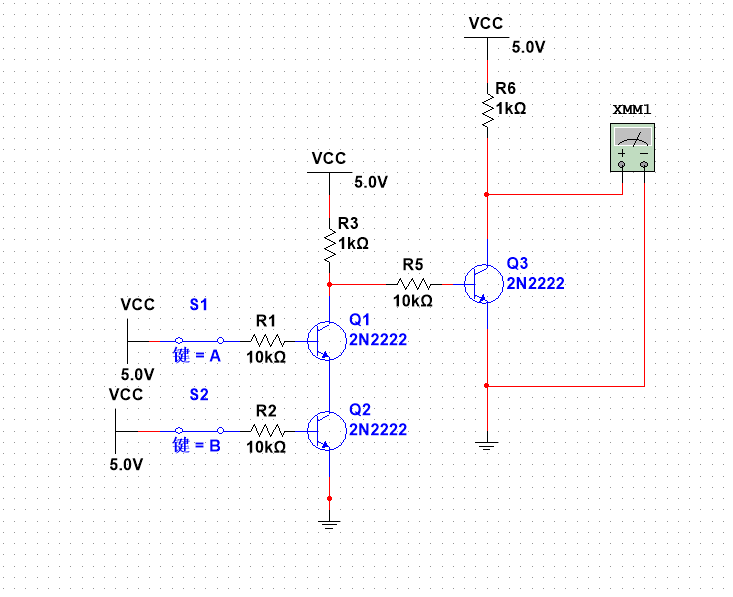 VCC
5.0V
R6
1kΩ
XMM1
VCC
5.0V
R3
1kΩ
R5
10kΩ
Q3
2N2222
VCC
5.0V
S1
键 = A
R1
10kΩ
Q1
2N2222
VCC
5.0V
S2
键 = B
R2
10kΩ
Q2
2N2222